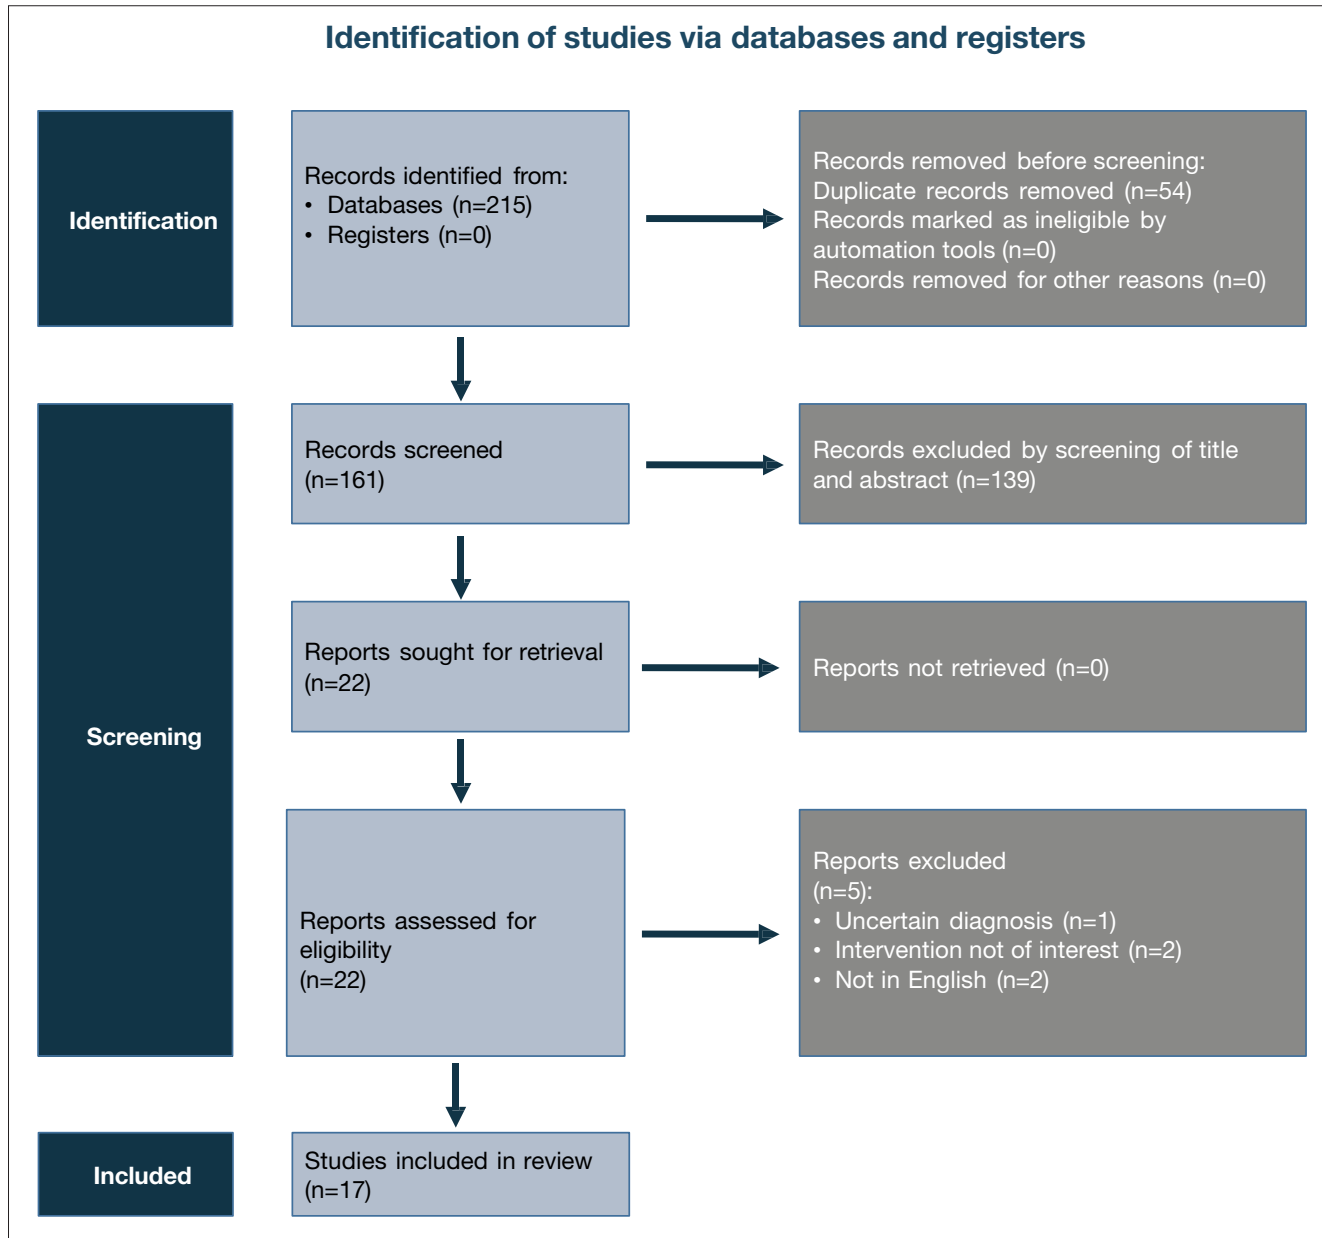 Identification of studies via databases and registers
Identification
Records identified from:
• Databases (n=215)
• Registers (n=0)
Records removed before screening:
Duplicate records removed (n=54)
Records marked as ineligible by
automation tools (n=0)
Records removed for other reasons (n=0)
Screening
Records screened
(n=161)
Records excluded by screening of title
and abstract (n=139)
Reports sought for retrieval
(n=22)
Reports not retrieved (n=0)
Reports assessed for
eligibility
(n=22)
Reports excluded
(n=5):
• Uncertain diagnosis (n=1)
• Intervention not of interest (n=2)
• Not in English (n=2)
Included
Studies included in review
(n=17)